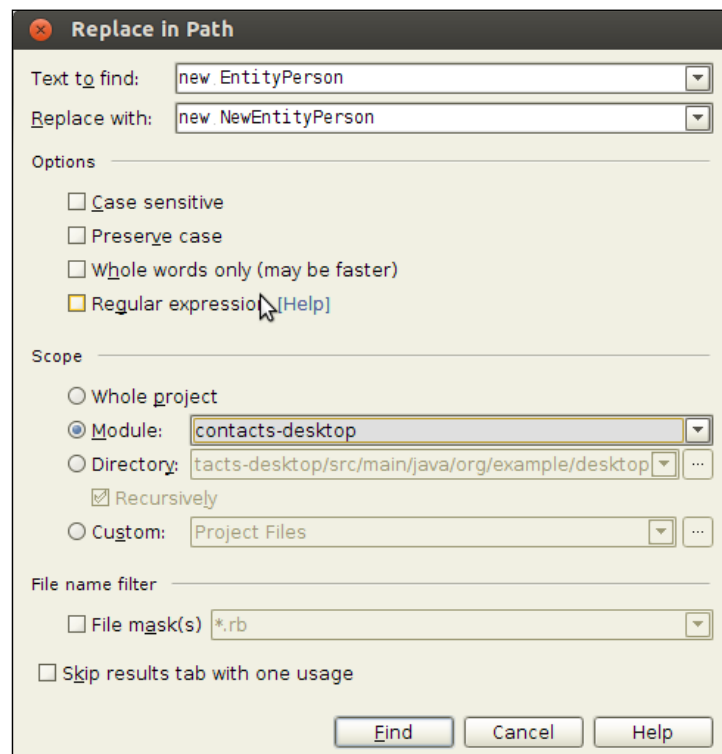 Replace in Path
Text to find: new EntityPerson
Replace with: new NewEntityPerson
Options
Case sensitive
Preserve case
Whole words only (may be faster)
Regular expression [Help]
Scope
Whole project
Module: contacts-desktop
Directory: tacts-desktop/src/main/java/org/example/desktop ...
Recursively
Custom: Project Files ...
File name filter
File mask(s) *.rb
Skip results tab with one usage
Find Cancel Help